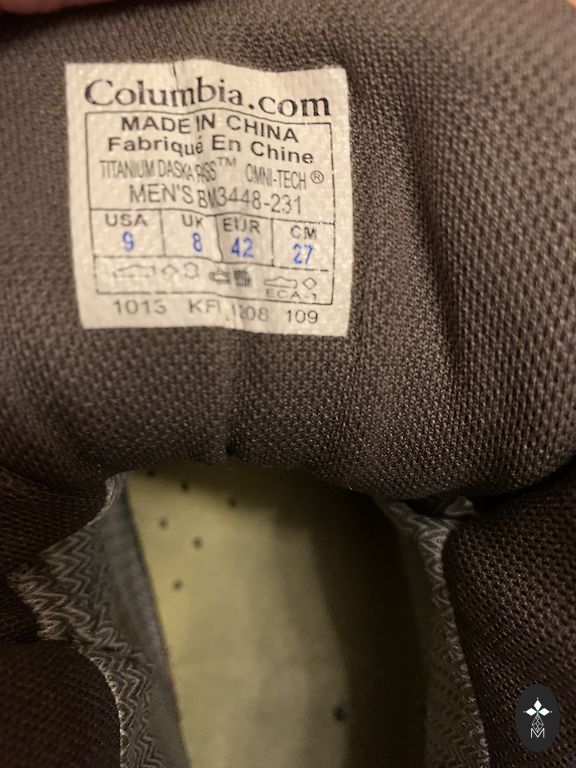 Columbia.com
MADE IN CHINA
Fabriqué En Chine
TITANIUM DASKA PASS™ OMNI-TECH®
MEN'S BM3448-231
USA UK EUR CM
9 8 42 27
ECA-1
1013 1208 109
M